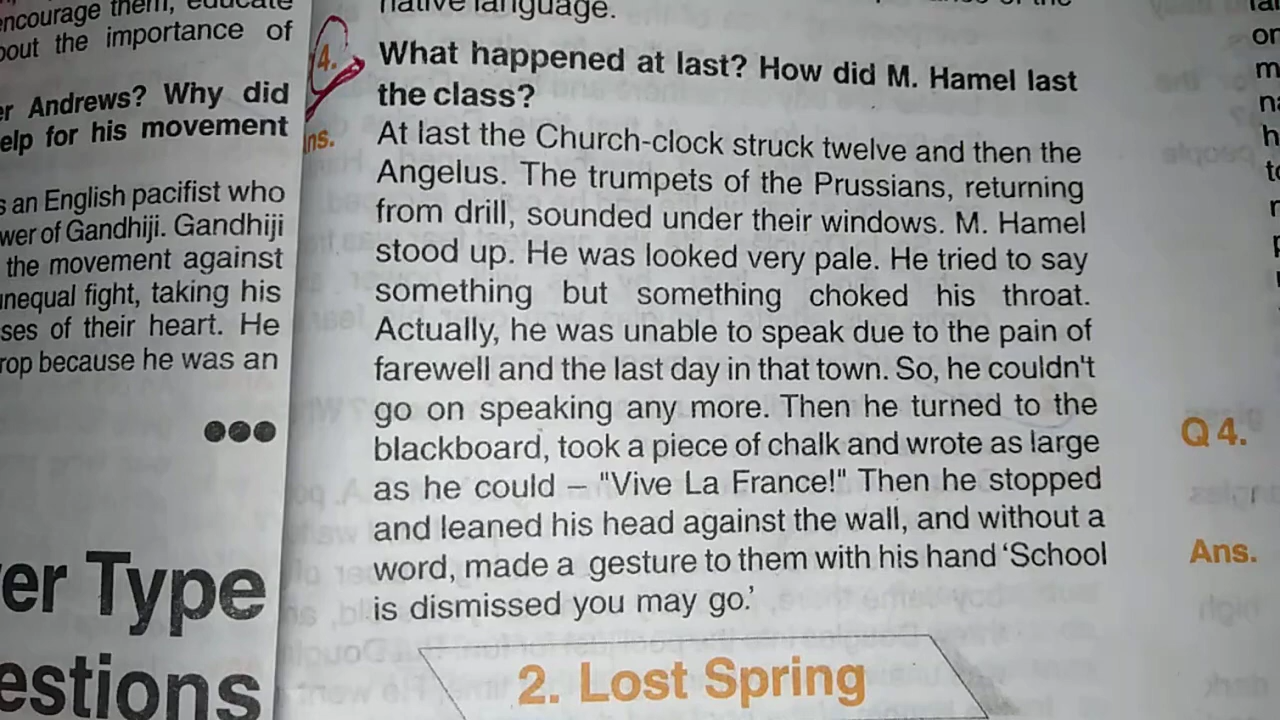 encourage them, educate
about the importance of
Andrews? Why did
for his movement
an English pacifist who
of Gandhiji. Gandhiji
the movement against
unequal fight, taking his
of their heart. He
because he was an
Type
native language.
4. What happened at last? How did M. Hamel last
the class?
Ans. At last the Church-clock struck twelve and then the
Angelus. The trumpets of the Prussians, returning
from drill, sounded under their windows. M. Hamel
stood up. He was looked very pale. He tried to say
something but something choked his throat.
Actually, he was unable to speak due to the pain of
farewell and the last day in that town. So, he couldn't
go on speaking any more. Then he turned to the
blackboard, took a piece of chalk and wrote as large
as he could – "Vive La France!" Then he stopped
and leaned his head against the wall, and without a
word, made a gesture to them with his hand ‘School
is dismissed you may go.’
2. Lost Spring
Q 4.
Ans.